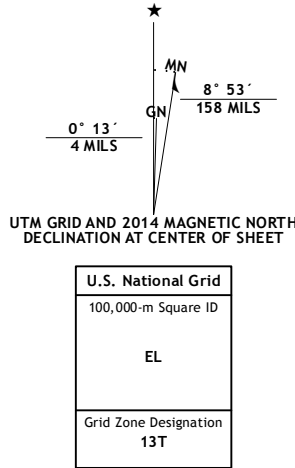 ★
MN
GN
8° 53´
158 MILS
0° 13´
4 MILS
UTM GRID AND 2014 MAGNETIC NORTH
DECLINATION AT CENTER OF SHEET
U.S. National Grid
100,000-m Square ID
EL
Grid Zone Designation
13T